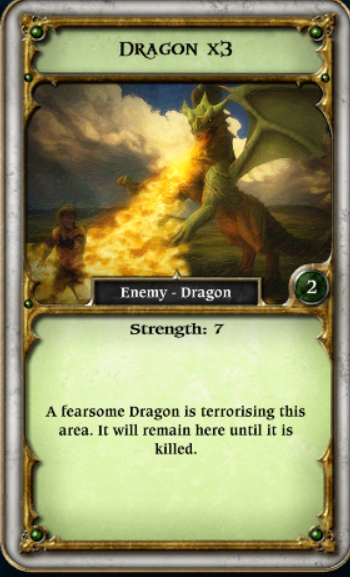 Dragon x3
Enemy - Dragon
2
Strength: 7
A fearsome Dragon is terrorising this
area. It will remain here until it is
killed.